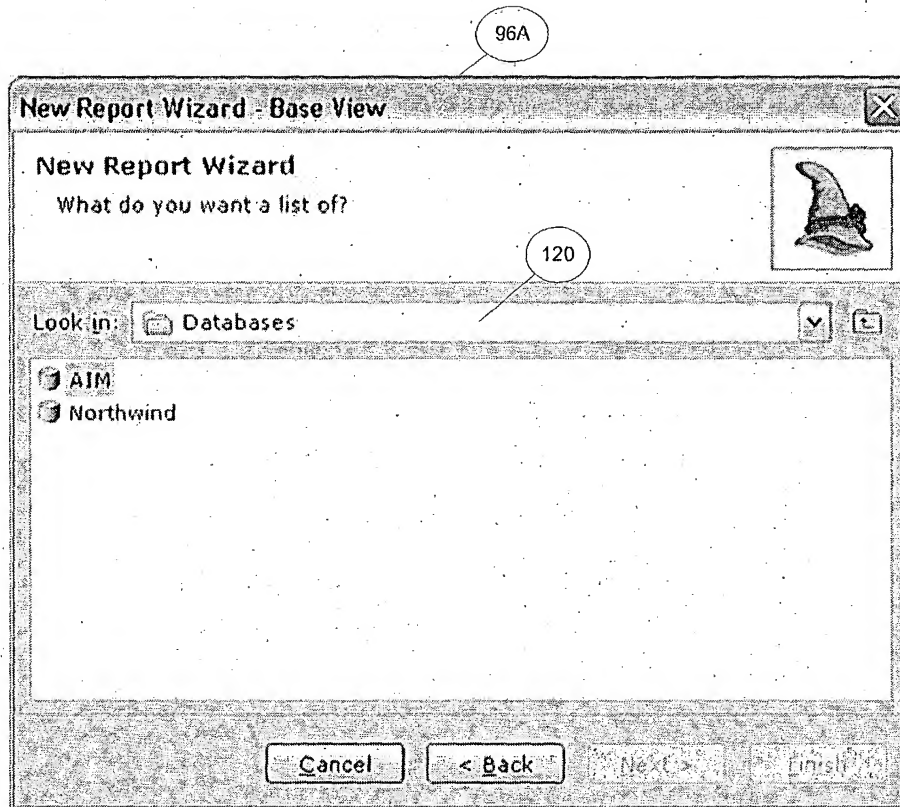 96A
New Report Wizard - Base View
New Report Wizard
What do you want a list of?
120
Look in: Databases
AIM
Northwind
Cancel < Back Next > Finish